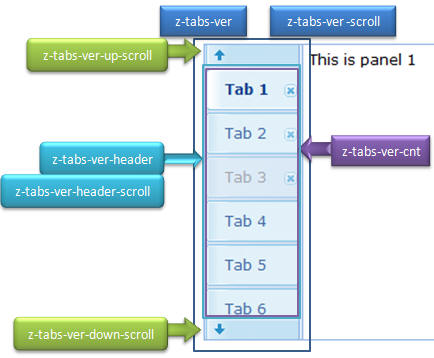 z-tabs-ver
z-tabs-ver-scroll
z-tabs-ver-up-scroll
This is panel 1
Tab 1
Tab 2
z-tabs-ver-cnt
z-tabs-ver-header
Tab 3
z-tabs-ver-header-scroll
Tab 4
Tab 5
Tab 6
z-tabs-ver-down-scroll